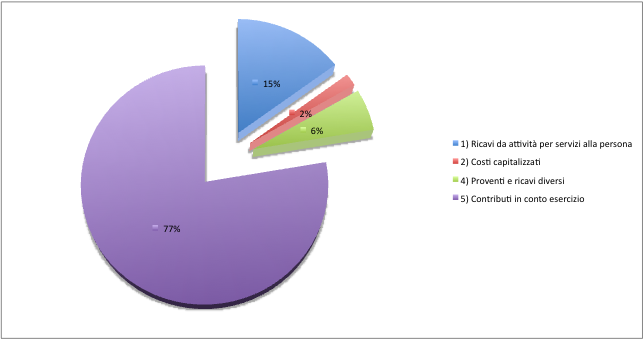 15%
2%
6%
77%
1) Ricavi da attività per servizi alla persona
2) Costi capitalizzati
4) Proventi e ricavi diversi
5) Contributi in conto esercizio